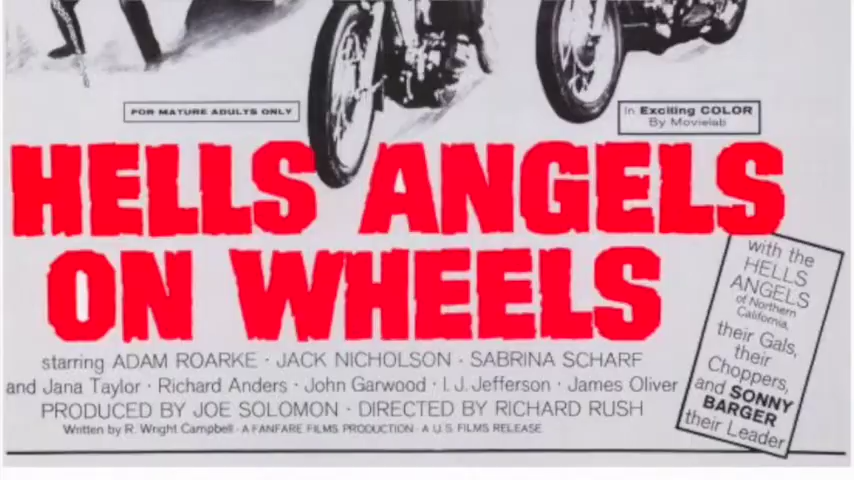 FOR MATURE ADULTS ONLY
In Exciling COLOR
By Movielab
HELLS ANGELS
ON WHEELS
with the
HELLS
ANGELS
of Northern
California,
their Gals,
their
Choppers,
and SONNY
BARGER
their Leader
starring ADAM ROARKE · JACK NICHOLSON · SABRINA SCHARF
and Jana Taylor · Richard Anders · John Garwood · I.J. Jefferson · James Oliver
PRODUCED BY JOE SOLOMON · DIRECTED BY RICHARD RUSH
Written by R. Wright Campbell · A FANFARE FILMS PRODUCTION · A U.S. FILMS RELEASE